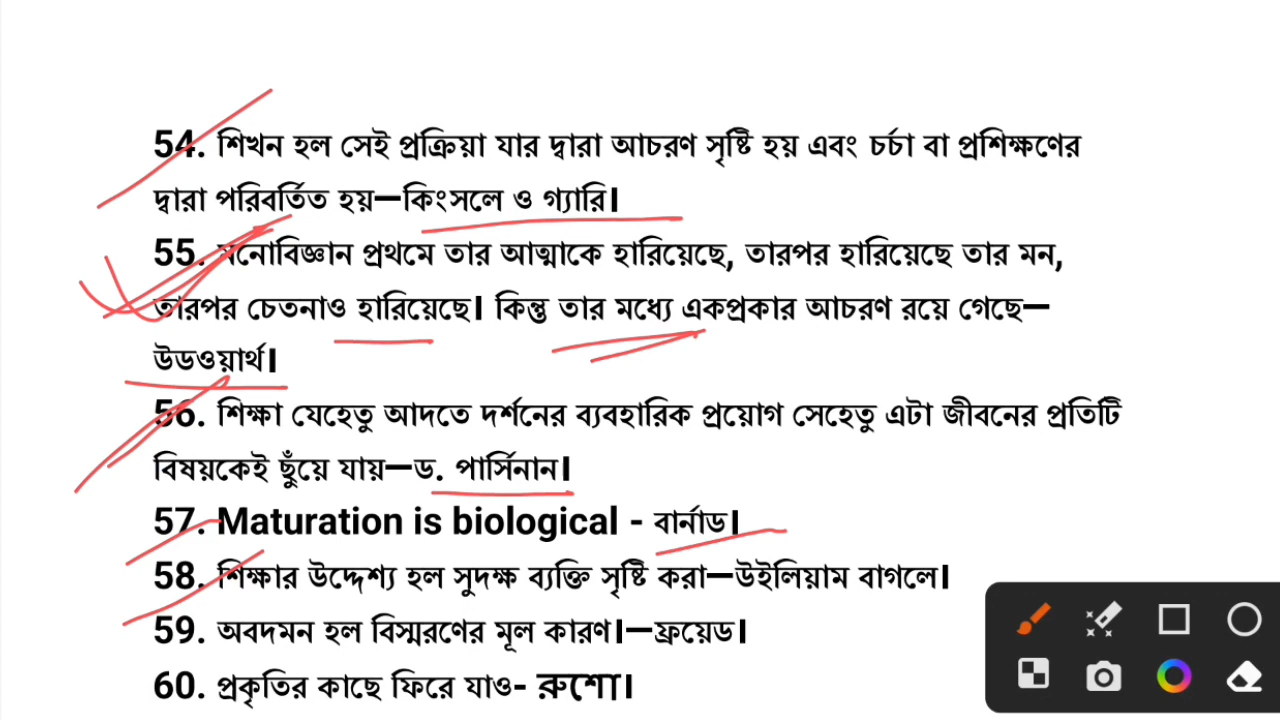 54. শিখন হল সেই প্রক্রিয়া যার দ্বারা আচরণ সৃষ্টি হয় এবং চর্চা বা প্রশিক্ষণের
দ্বারা পরিবর্তিত হয়—কিংসলে ও গ্যারি।
55. মনোবিজ্ঞান প্রথমে তার আত্মাকে হারিয়েছে, তারপর হারিয়েছে তার মন,
তারপর চেতনাও হারিয়েছে। কিন্তু তার মধ্যে একপ্রকার আচরণ রয়ে গেছে—
উডওয়ার্থ।
56. শিক্ষা যেহেতু আদতে দর্শনের ব্যবহারিক প্রয়োগ সেহেতু এটা জীবনের প্রতিটি
বিষয়কেই ছুঁয়ে যায়—ড. পার্সিনান।
57. Maturation is biological - বার্নাড।
58. শিক্ষার উদ্দেশ্য হল সুদক্ষ ব্যক্তি সৃষ্টি করা—উইলিয়াম বাগলে।
59. অবদমন হল বিস্মরণের মূল কারণ।—ফ্রয়েড।
60. প্রকৃতির কাছে ফিরে যাও- রুশো।